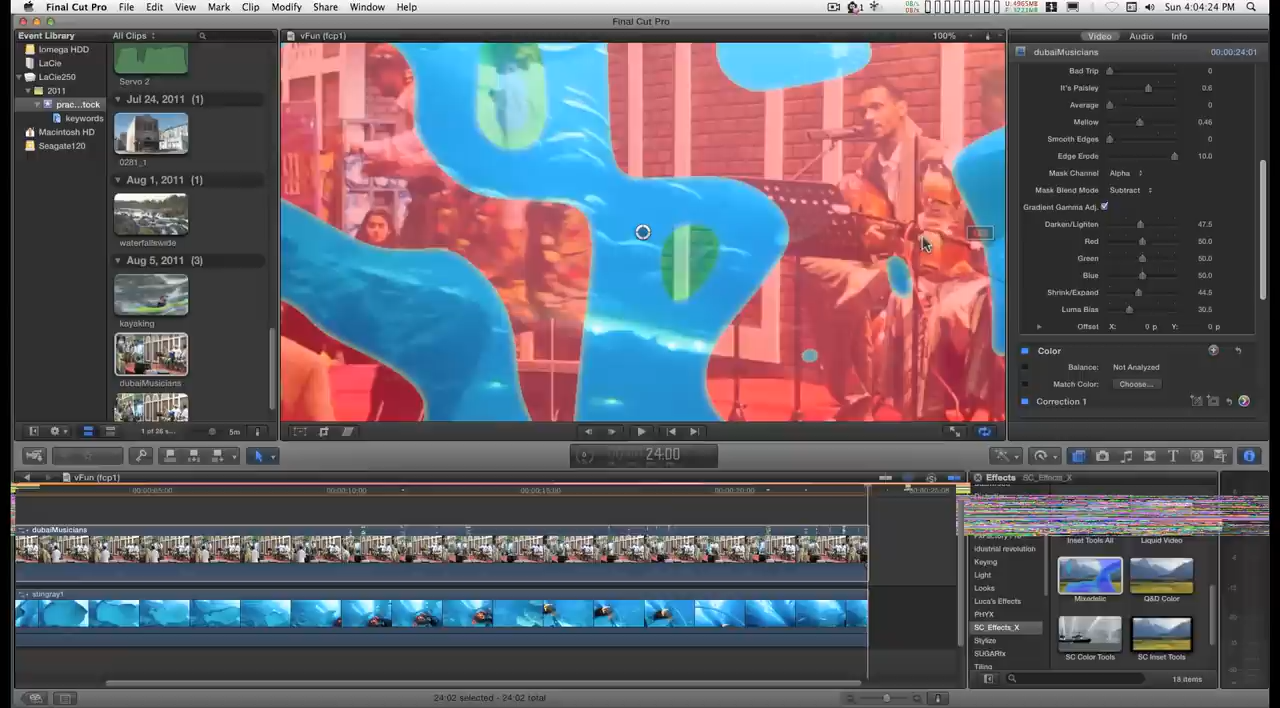 Final Cut Pro File Edit View Mark Clip Modify Share Window Help Sun 4:04:24 PM
Final Cut Pro
Event Library All Clips
vFun (fcp1) 100%
Video Audio Info
dubaiMusicians 00:00:24:01
Iomega HDD
LaCie
LaCie250
2011
prac...tock
keywords
Macintosh HD
Seagate120
Servo 2
Jul 24, 2011 (1)
0281_1
Aug 1, 2011 (1)
waterfallswide
Aug 5, 2011 (3)
kayaking
dubaiMusicians
1 of 36 s... 5m
Bad Trip 0
It's Paisley 0.6
Average 0
Mellow 0.46
Smooth Edges 0
Edge Erode 10.0
Mask Channel Alpha
Mask Blend Mode Subtract
Gradient Gamma Adj.
Darken/Lighten 47.5
Red 50.0
Green 50.0
Blue 50.0
Shrink/Expand 44.5
Luma Bias 30.5
Offset X: 0 p Y: 0 p
Color
Balance: Not Analyzed
Match Color: Choose...
Correction 1
24:00
vFun (fcp1)
00:00:05:00 00:00:10:00 00:00:15:00 00:00:20:00
dubaiMusicians
stingray1
Effects SC_Effects_X
industrial revolution
Keying
Light
Looks
Luca's Effects
PHYX
SC_Effects_X
Stylize
SUGARfx
Tiling
Inset Tools All Liquid Video
Mixedelic Q&D Color
SC Color Tools SC Inset Tools
18 items
24:02 selected - 24:02 total